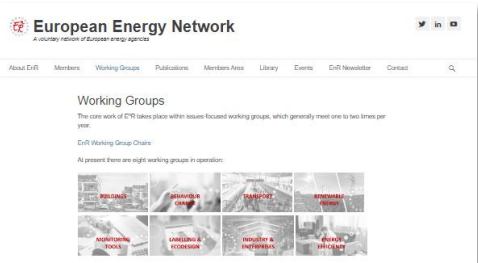 European Energy Network
A voluntary network of European energy agencies
About EnR Members Working Groups Publications Members Area Library Events EnR Newsletter Contact
Working Groups
The core work of EnR takes place within issues-focused working groups, which generally meet one to two times per
year.
EnR Working Group Chairs
At present there are eight working groups in operation:
BUILDINGS
BEHAVIOUR
CHANGE
TRANSPORT
RENEWABLE
ENERGY
MONITORING
TOOLS
LABELLING &
ECODESIGN
INDUSTRY &
ENTERPRISES
ENERGY
EFFICIENCY